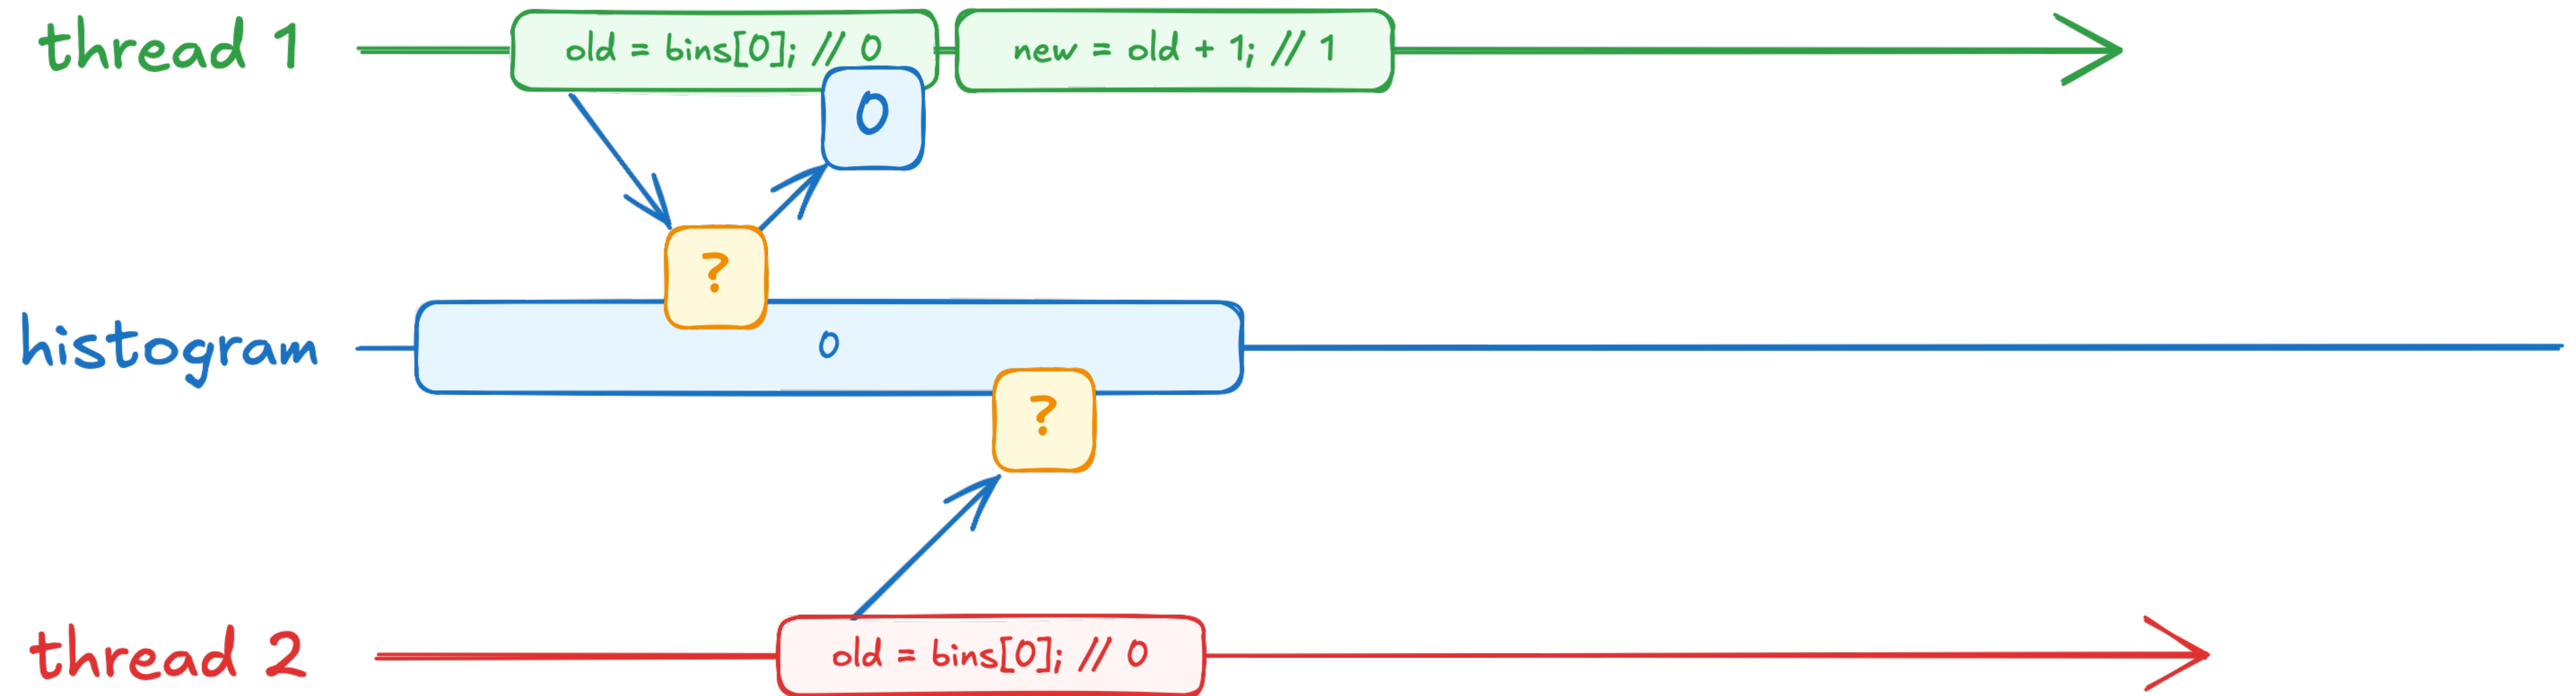 thread 1
old = bins[0]; // 0
new = old + 1; // 1
0
?
histogram
0
?
thread 2
old = bins[0]; // 0